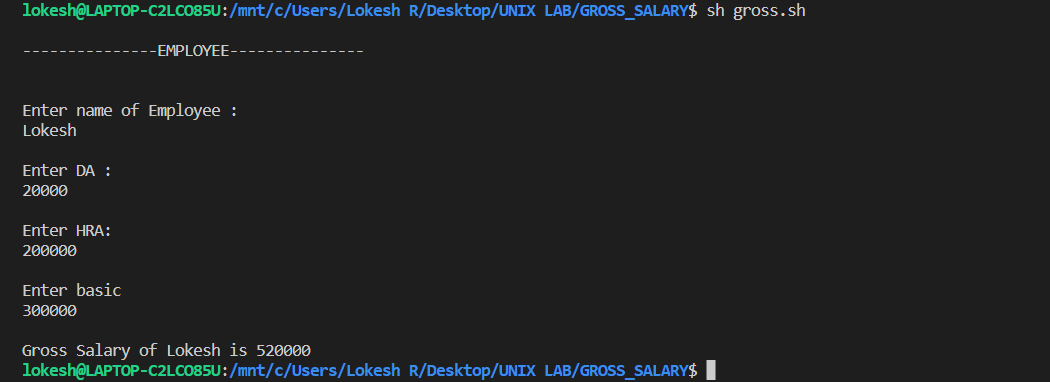 lokesh@LAPTOP-C2LCO85U:/mnt/c/Users/Lokesh R/Desktop/UNIX LAB/GROSS_SALARY$ sh gross.sh
---------------EMPLOYEE---------------
Enter name of Employee :
Lokesh
Enter DA :
20000
Enter HRA:
200000
Enter basic
300000
Gross Salary of Lokesh is 520000
lokesh@LAPTOP-C2LCO85U:/mnt/c/Users/Lokesh R/Desktop/UNIX LAB/GROSS_SALARY$